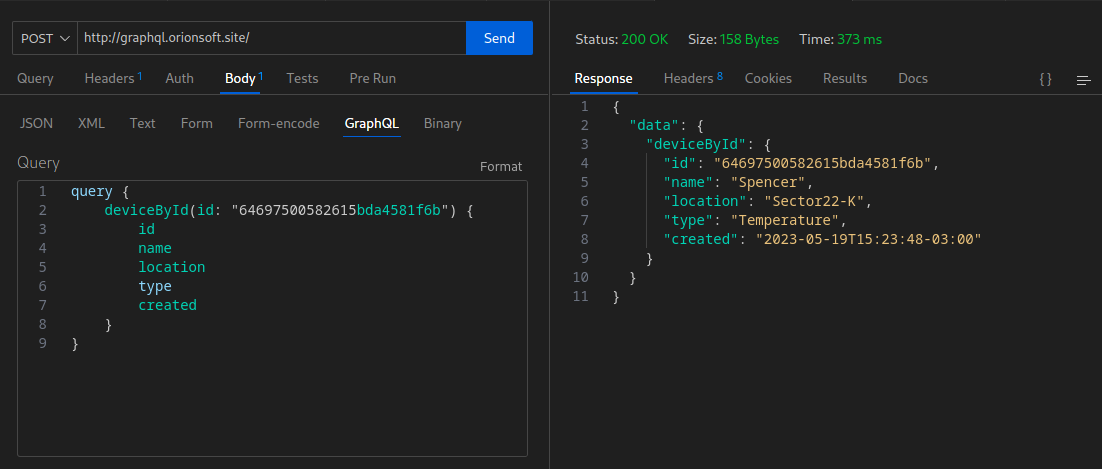 POST http://graphql.orionsoft.site/ Send
Query Headers 1 Auth Body 1 Tests Pre Run
JSON XML Text Form Form-encode GraphQL Binary
Query Format
1 query {
2 deviceById(id: "64697500582615bda4581f6b") {
3 id
4 name
5 location
6 type
7 created
8 }
9 }
Status: 200 OK Size: 158 Bytes Time: 373 ms
Response Headers 8 Cookies Results Docs { }
1 {
2 "data": {
3 "deviceById": {
4 "id": "64697500582615bda4581f6b",
5 "name": "Spencer",
6 "location": "Sector22-K",
7 "type": "Temperature",
8 "created": "2023-05-19T15:23:48-03:00"
9 }
10 }
11 }